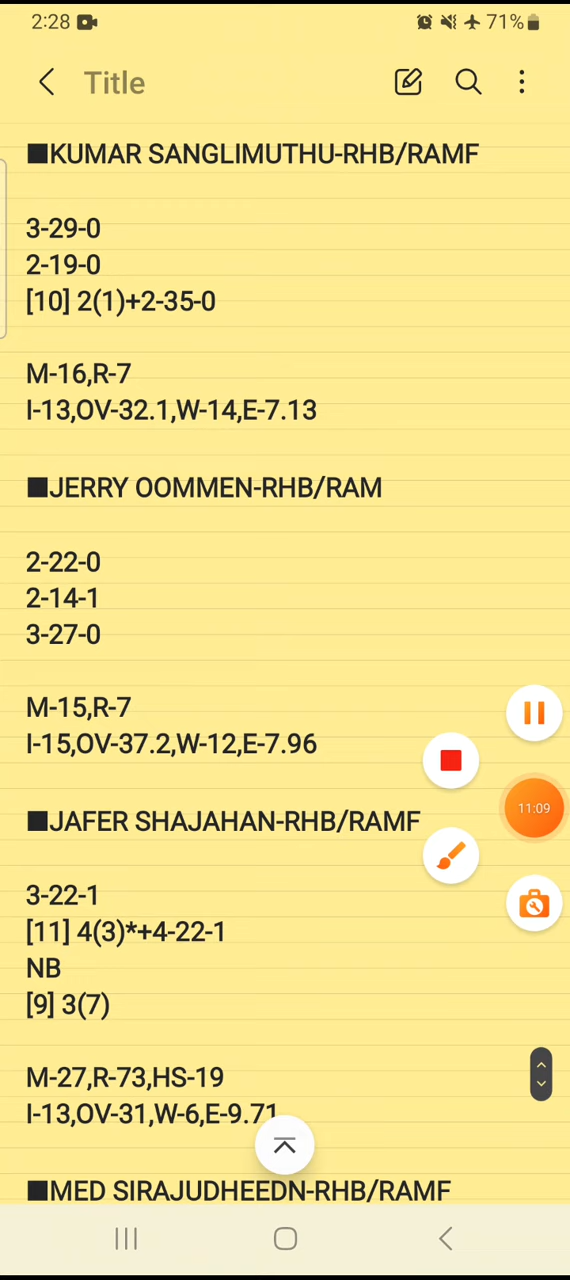 2:28 71%
Title
■KUMAR SANGLIMUTHU-RHB/RAMF
3-29-0
2-19-0
[10] 2(1)+2-35-0
M-16,R-7
I-13,OV-32.1,W-14,E-7.13
■JERRY OOMMEN-RHB/RAM
2-22-0
2-14-1
3-27-0
M-15,R-7
I-15,OV-37.2,W-12,E-7.96
■JAFER SHAJAHAN-RHB/RAMF
11:09
3-22-1
[11] 4(3)*+4-22-1
NB
[9] 3(7)
M-27,R-73,HS-19
I-13,OV-31,W-6,E-9.71
■MED SIRAJUDHEEDN-RHB/RAMF